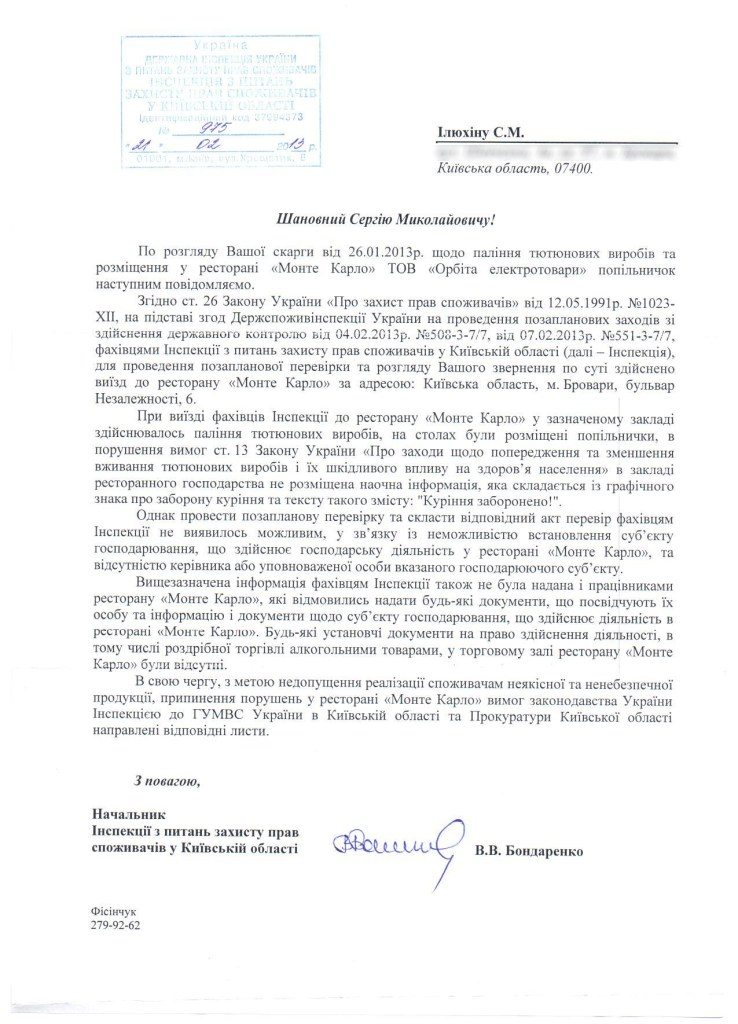 Україна
ДЕРЖАВНА ІНСПЕКЦІЯ УКРАЇНИ
З ПИТАНЬ ЗАХИСТУ ПРАВ СПОЖИВАЧІВ
ІНСПЕКЦІЯ З ПИТАНЬ
ЗАХИСТУ ПРАВ СПОЖИВАЧІВ
У КИЇВСЬКІЙ ОБЛАСТІ
Ідентифікаційний код 37994373
№ 975
"21" 02 2013 р.
01001, м.Київ, вул.Хрещатик, 6
Ілюхіну С.М.
Київська область, 07400.
Шановний Сергію Миколайовичу!
По розгляду Вашої скарги від 26.01.2013р. щодо паління тютюнових виробів та
розміщення у ресторані «Монте Карло» ТОВ «Орбіта електротовари» попільничок
наступним повідомляємо.
Згідно ст. 26 Закону України «Про захист прав споживачів» від 12.05.1991р. №1023-
XII, на підставі згод Держспоживінспекції України на проведення позапланових заходів зі
здійснення державного контролю від 04.02.2013р. №508-3-7/7, від 07.02.2013р. №551-3-7/7,
фахівцями Інспекції з питань захисту прав споживачів у Київській області (далі – Інспекція),
для проведення позапланової перевірки та розгляду Вашого звернення по суті здійснено
виїзд до ресторану «Монте Карло» за адресою: Київська область, м. Бровари, бульвар
Незалежності, 6.
При виїзді фахівців Інспекції до ресторану «Монте Карло» у зазначеному закладі
здійснювалось паління тютюнових виробів, на столах були розміщені попільнички, в
порушення вимог ст. 13 Закону України «Про заходи щодо попередження та зменшення
вживання тютюнових виробів і їх шкідливого впливу на здоров’я населення» в закладі
ресторанного господарства не розміщена наочна інформація, яка складається із графічного
знака про заборону куріння та тексту такого змісту: "Куріння заборонено!".
Однак провести позапланову перевірку та скласти відповідний акт перевір фахівцям
Інспекції не виявилось можливим, у зв’язку із неможливістю встановлення суб’єкту
господарювання, що здійснює господарську діяльність у ресторані «Монте Карло», та
відсутністю керівника або уповноваженої особи вказаного господарюючого суб’єкту.
Вищезазначена інформація фахівцям Інспекції також не була надана і працівниками
ресторану «Монте Карло», які відмовились надати будь-які документи, що посвідчують їх
особу та інформацію і документи щодо суб’єкту господарювання, що здійснює діяльність в
ресторані «Монте Карло». Будь-які установчі документи на право здійснення діяльності, в
тому числі роздрібної торгівлі алкогольними товарами, у торговому залі ресторану «Монте
Карло» були відсутні.
В свою чергу, з метою недопущення реалізації споживачам неякісної та ненебезпечної
продукції, припинення порушень у ресторані «Монте Карло» вимог законодавства України
Інспекцією до ГУМВС України в Київській області та Прокуратури Київської області
направлені відповідні листи.
З повагою,
Начальник
Інспекції з питань захисту прав
споживачів у Київській області
В.В. Бондаренко
Фісінчук
279-92-62